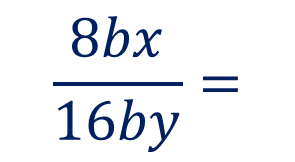 8bx
16by =